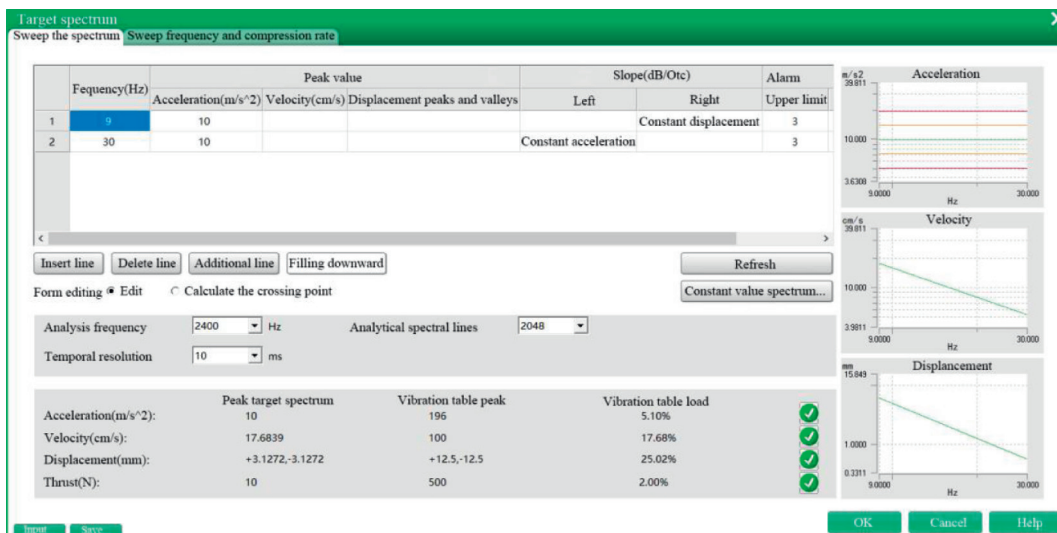 Target spectrum
Sweep the spectrum Sweep frequency and compression rate
Fequency(Hz) Peak value Slope(dB/Otc) Alarm
Acceleration(m/s^2) Velocity(cm/s) Displacement peaks and valleys Left Right Upper limit
1 9 10 Constant displacement 3
2 30 10 Constant acceleration 3
Insert line Delete line Additional line Filling downward Refresh
Form editing Edit Calculate the crossing point Constant value spectrum...
Analysis frequency 2400 Hz Analytical spectral lines 2048
Temporal resolution 10 ms
Peak target spectrum Vibration table peak Vibration table load
Acceleration(m/s^2): 10 196 5.10%
Velocity(cm/s): 17.6839 100 17.68%
Displacement(mm): +3.1272,-3.1272 +12.5,-12.5 25.02%
Thrust(N): 10 500 2.00%
Input Save
m/s2 Acceleration
39.811
10.000
3.6308
9.0000 Hz 30.000
cm/s Velocity
39.811
10.000
3.9811
9.0000 Hz 30.000
mm Displancement
15.849
1.0000
0.3311
9.0000 Hz 30.000
OK Cancel Help